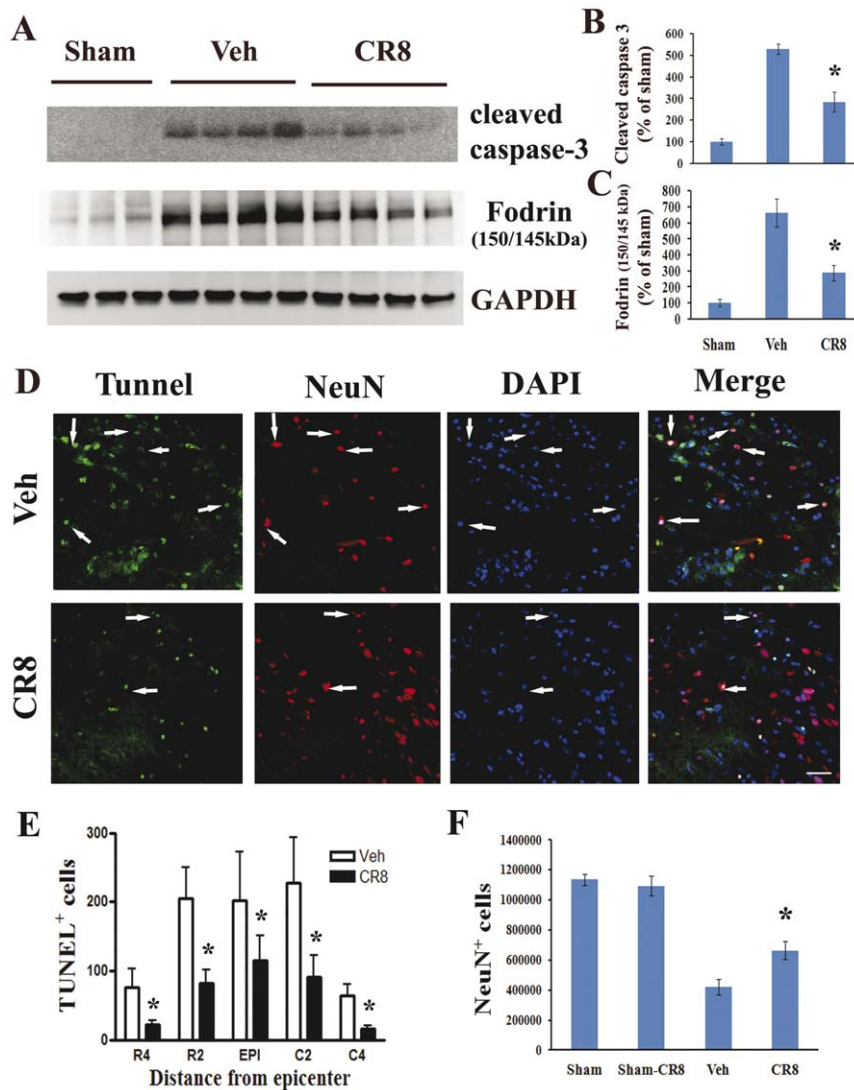 A
Sham Veh CR8
cleaved
caspase-3
Fodrin
(150/145kDa)
GAPDH
B
Cleaved caspase 3
(% of sham)
600
500
400
300
200
100
0
*
C
Fodrin (150/145 kDa)
(% of sham)
800
700
600
500
400
300
200
100
0
*
Sham Veh CR8
D
Tunnel NeuN DAPI Merge
Veh
CR8
E
TUNEL+ cells
300
200
100
0
Veh
CR8
* * * * *
R4 R2 EPI C2 C4
Distance from epicenter
F
NeuN+ cells
1400000
1200000
1000000
800000
600000
400000
200000
0
*
Sham Sham-CR8 Veh CR8